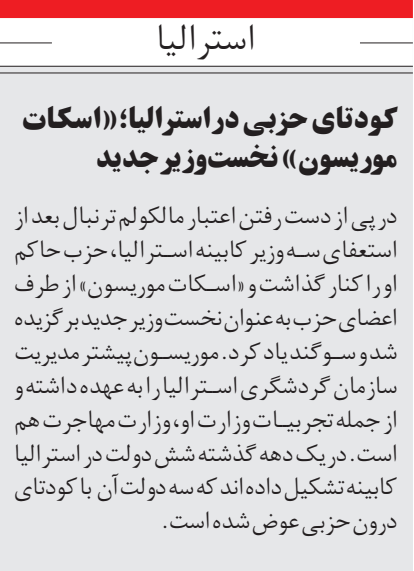 استرالیا
کودتای حزبی در استرالیا؛ «اسکات
موریسون» نخست‌وزیر جدید
در پی از دست رفتن اعتبار مالکولم ترنبال بعد از
استعفای سه وزیر کابینه استرالیا، حزب حاکم
او را کنار گذاشت و «اسکات موریسون» از طرف
اعضای حزب به عنوان نخست‌وزیر جدید برگزیده
شد و سوگند یاد کرد. موریسون پیشتر مدیریت
سازمان گردشگری استرالیا را به عهده داشته و
از جمله تجربیات وزارت او، وزارت مهاجرت هم
است. در یک دهه گذشته شش دولت در استرالیا
کابینه تشکیل داده‌اند که سه دولت آن با کودتای
درون حزبی عوض شده است.